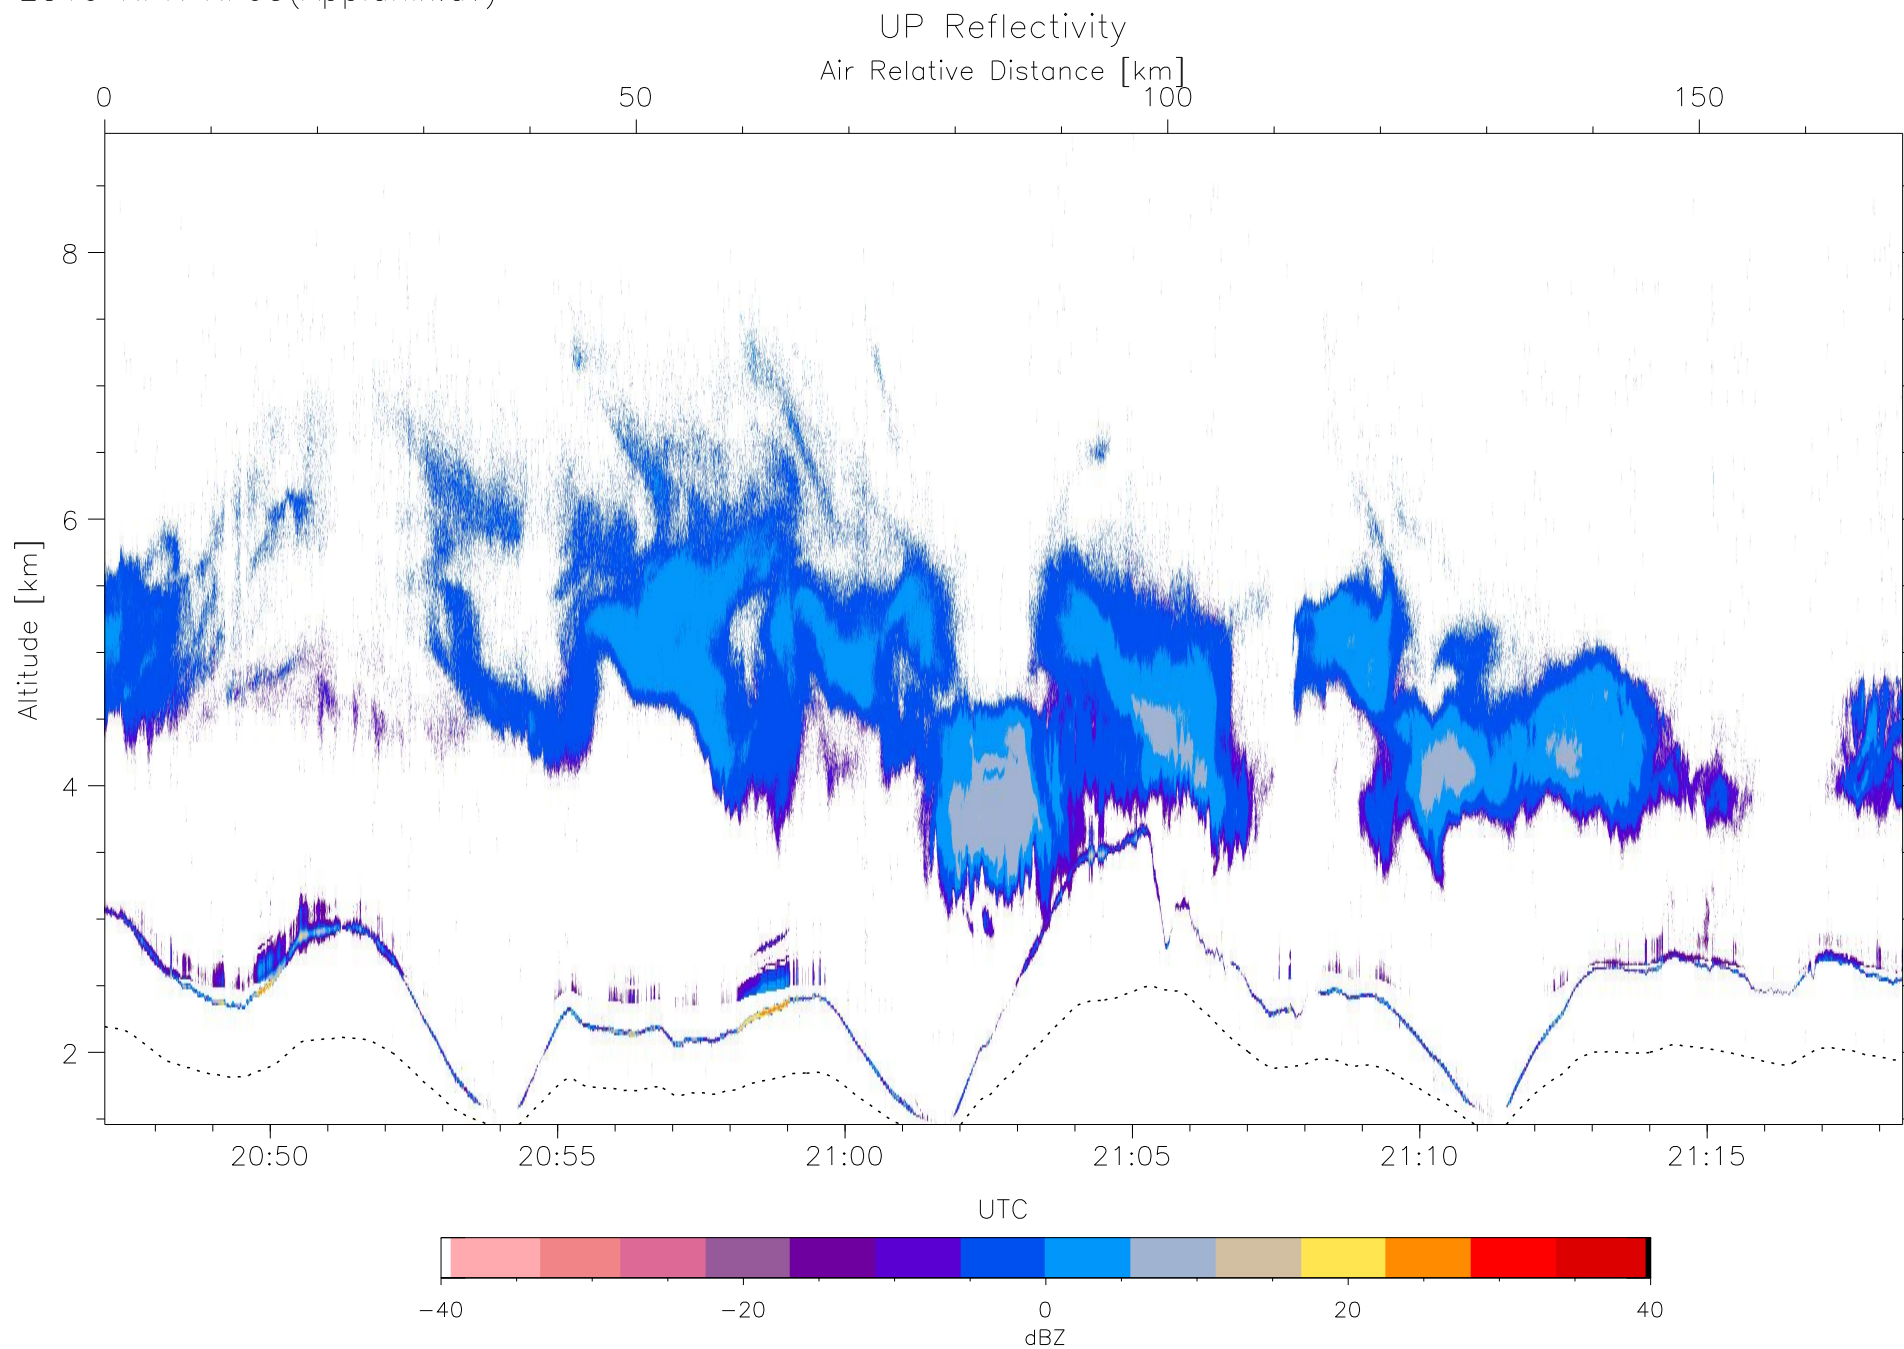 UP Reflectivity
Air Relative Distance [km]
0 50 100 150
8
6
4
2
Altitude [km]
20:50 20:55 21:00 21:05 21:10 21:15
UTC
−40 −20 0 20 40
dBZ